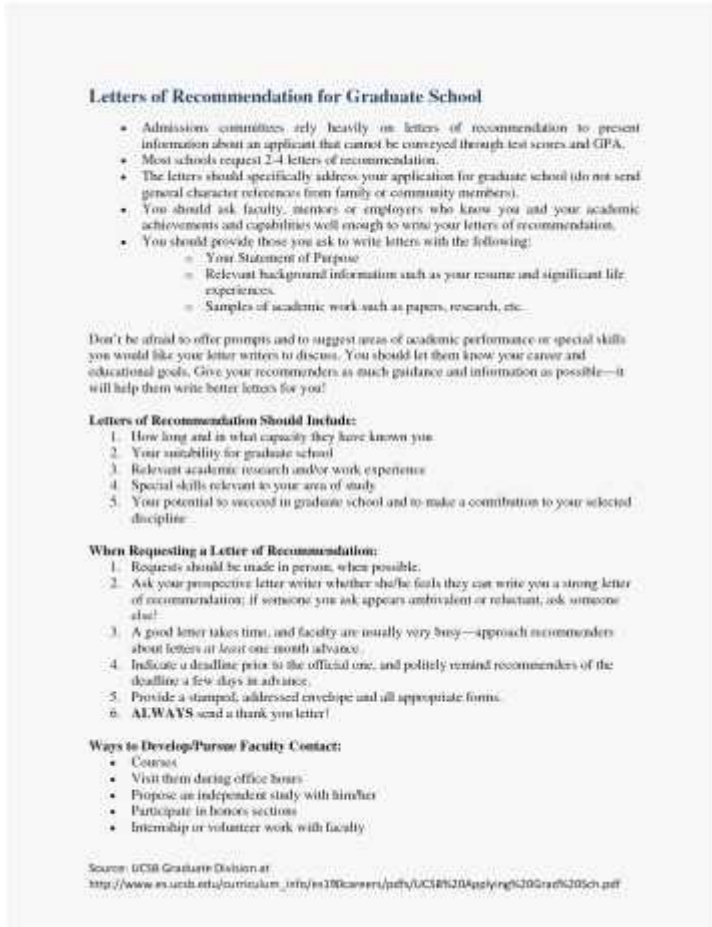 Letters of Recommendation for Graduate School
• Admissions committees rely heavily on letters of recommendation to present
information about an applicant that cannot be conveyed through test scores and GPA.
• Most schools request 2-4 letters of recommendation.
• The letters should specifically address your application for graduate school (do not send
general character references from family or community members).
• You should ask faculty, mentors or employers who know you and your academic
achievements and capabilities well enough to write your letters of recommendation.
• You should provide those you ask to write letters with the following:
o Your Statement of Purpose
o Relevant background information such as your resume and significant life
experiences.
o Samples of academic work such as papers, research, etc.
Don't be afraid to offer prompts and to suggest areas of academic performance or special skills
you would like your letter writers to discuss. You should let them know your career and
educational goals. Give your recommenders as much guidance and information as possible—it
will help them write better letters for you!
Letters of Recommendation Should Include:
1. How long and in what capacity they have known you
2. Your suitability for graduate school
3. Relevant academic research and/or work experience
4. Special skills relevant to your area of study
5. Your potential to succeed in graduate school and to make a contribution to your selected
discipline
When Requesting a Letter of Recommendation:
1. Requests should be made in person, when possible.
2. Ask your prospective letter writer whether she/he feels they can write you a strong letter
of recommendation; if someone you ask appears ambivalent or reluctant, ask someone
else!
3. A good letter takes time, and faculty are usually very busy—approach recommenders
about letters at least one month advance.
4. Indicate a deadline prior to the official one, and politely remind recommenders of the
deadline a few days in advance.
5. Provide a stamped, addressed envelope and all appropriate forms.
6. ALWAYS send a thank you letter!
Ways to Develop/Pursue Faculty Contact:
• Courses
• Visit them during office hours
• Propose an independent study with him/her
• Participate in honors sections
• Internship or volunteer work with faculty
Source: UCSB Graduate Division at